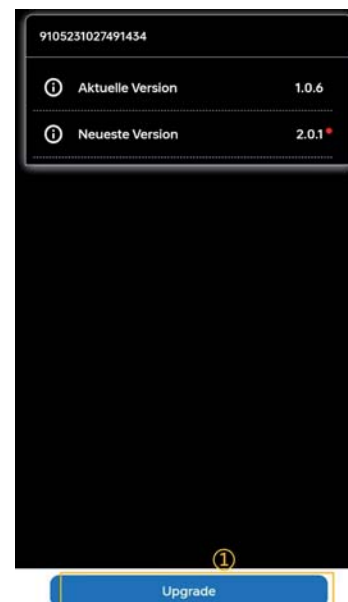 9105231027491434
Aktuelle Version 1.0.6
Neueste Version 2.0.1
①
Upgrade